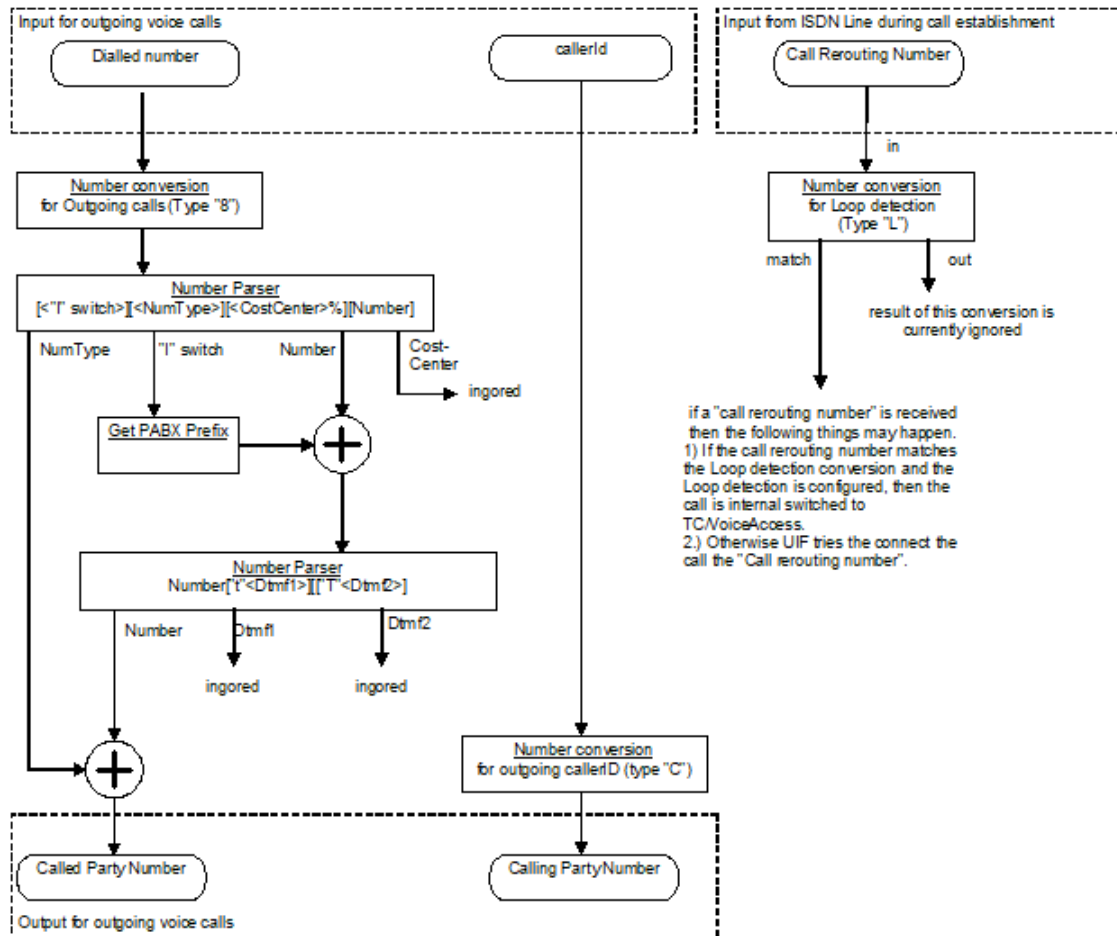 Input for outgoing voice calls
Dialled number
callerId
Input from ISDN Line during call establishment
Call Rerouting Number
in
Number conversion
for Outgoing calls (Type "8")
Number conversion
for Loop detection
(Type "L")
match
out
result of this conversion is
currently ignored
Number Parser
[<"I" switch>][<NumType>][<CostCenter>%][Number]
NumType
"I" switch
Number
Cost-
Center
ingored
Get PABX Prefix
if a "call rerouting number" is received
then the following things may happen.
1) If the call rerouting number matches
the Loop detection conversion and the
Loop detection is configured, then the
call is internal switched to
TC/VoiceAccess.
2.) Otherwise UIF tries the connect the
call the "Call rerouting number".
Number Parser
Number["t"<Dtmf1>][["T"<Dtmf2>]
Number
Dtmf1
Dtmf2
ingored
ingored
Number conversion
for outgoing callerID (type "C")
Called Party Number
Calling PartyNumber
Output for outgoing voice calls